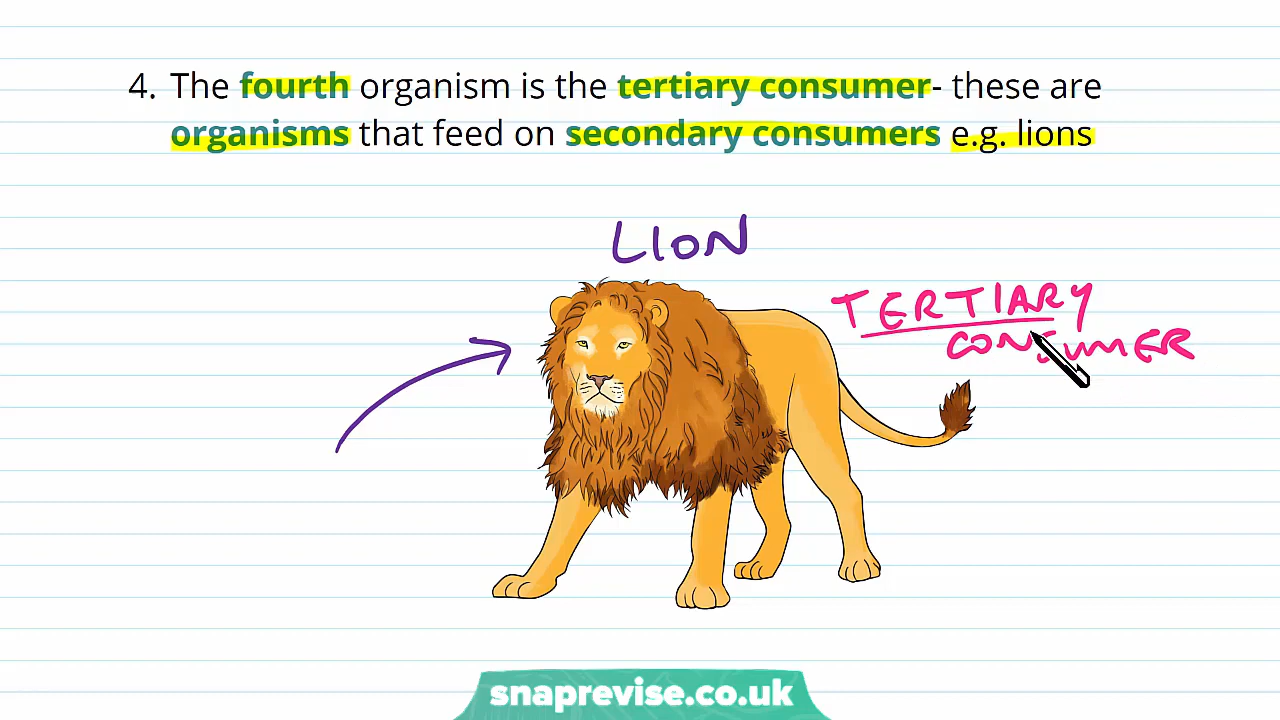 4. The fourth organism is the tertiary consumer- these are
organisms that feed on secondary consumers e.g. lions
LION
TERTIARY
CONSUMER
snaprevise.co.uk